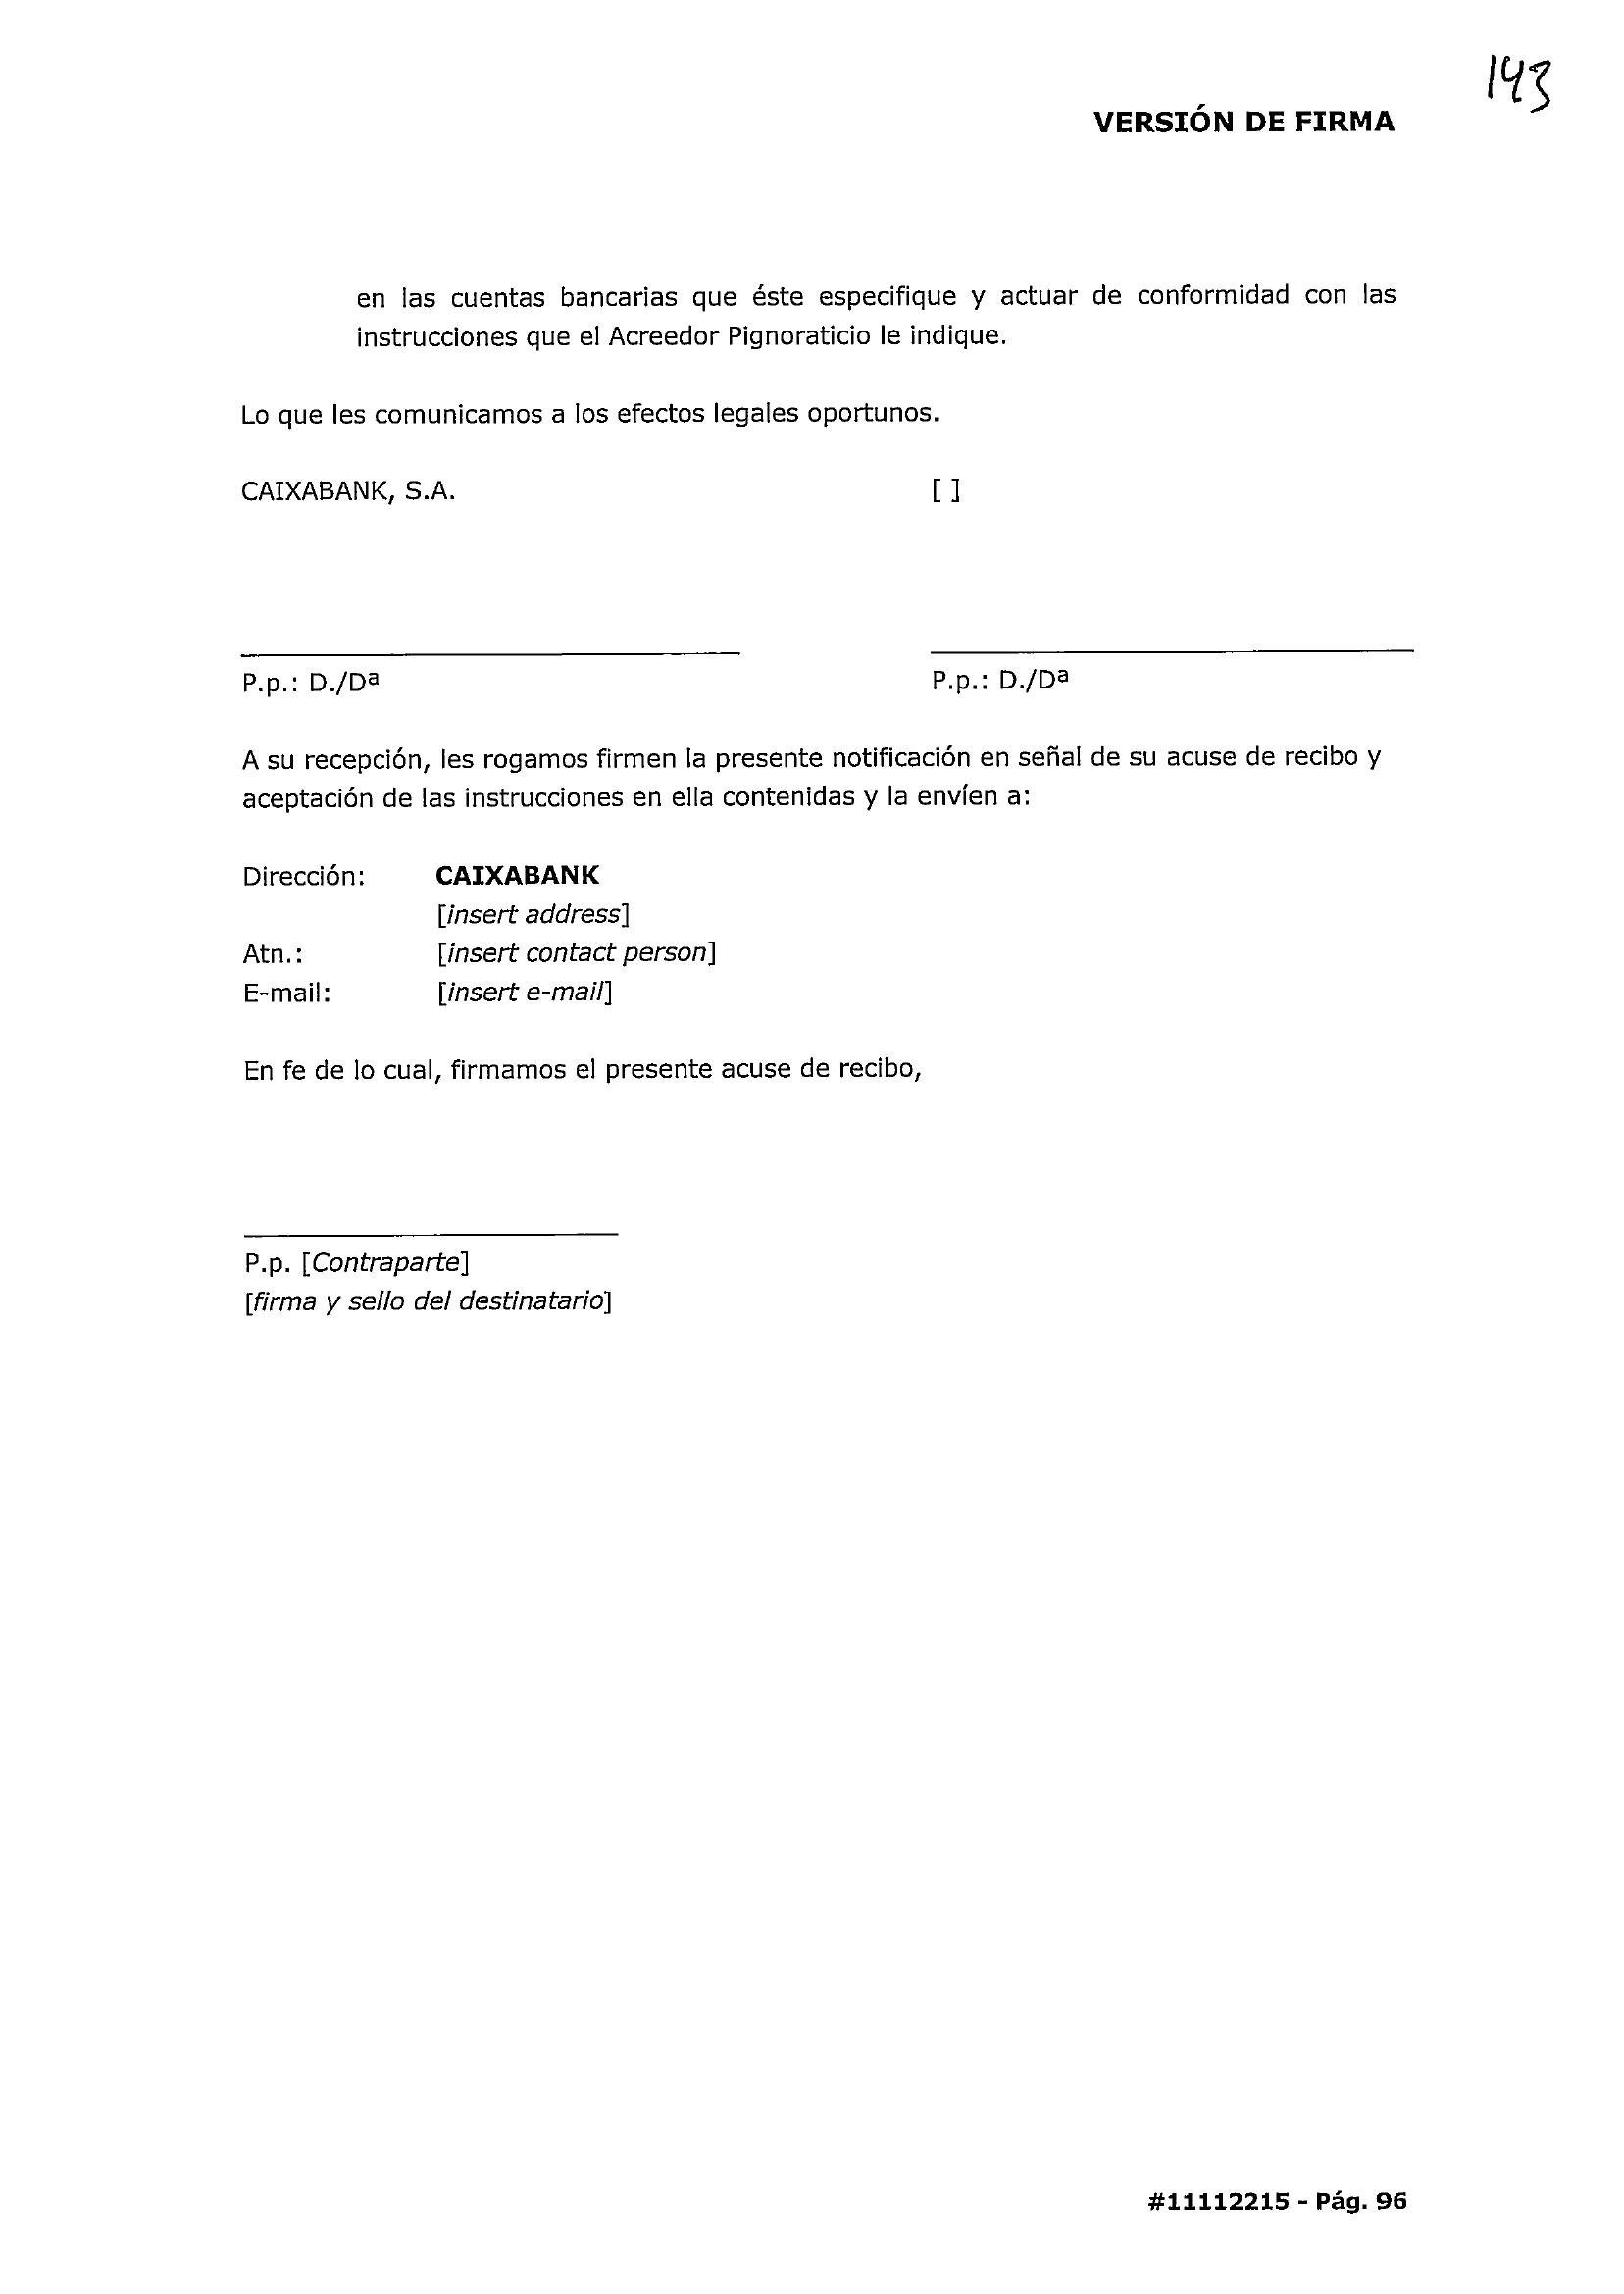 143
VERSIÓN DE FIRMA
en las cuentas bancarias que éste especifique y actuar de conformidad con las
instrucciones que el Acreedor Pignoraticio le indique.
Lo que les comunicamos a los efectos legales oportunos.
CAIXABANK, S.A. [ ]
P.p.: D./Dª P.p.: D./Dª
A su recepción, les rogamos firmen la presente notificación en señal de su acuse de recibo y
aceptación de las instrucciones en ella contenidas y la envíen a:
Dirección: CAIXABANK
[insert address]
Atn.: [insert contact person]
E-mail: [insert e-mail]
En fe de lo cual, firmamos el presente acuse de recibo,
P.p. [Contraparte]
[firma y sello del destinatario]
#11112215 - Pág. 96